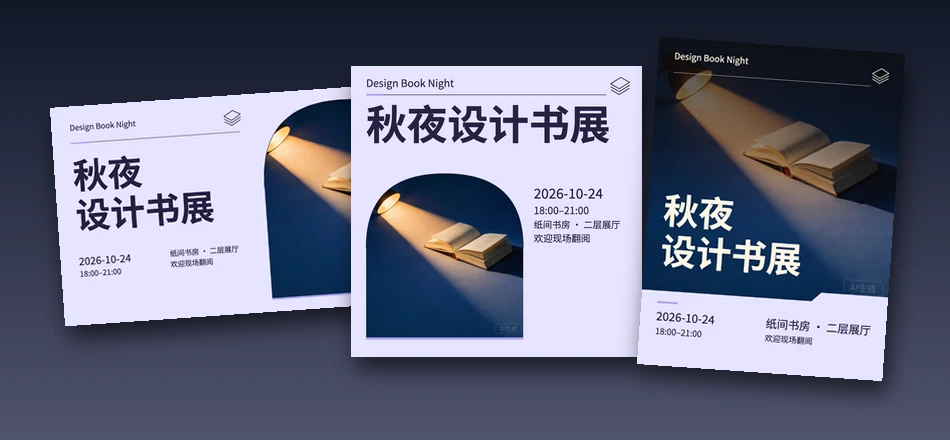 Design Book Night
秋夜
设计书展
2026-10-24
18:00–21:00
纸间书房 · 二层展厅
欢迎现场翻阅
Design Book Night
秋夜设计书展
2026-10-24
18:00–21:00
纸间书房 · 二层展厅
欢迎现场翻阅
AI生成
Design Book Night
秋夜
设计书展
AI生成
2026-10-24
18:00–21:00
纸间书房 · 二层展厅
欢迎现场翻阅